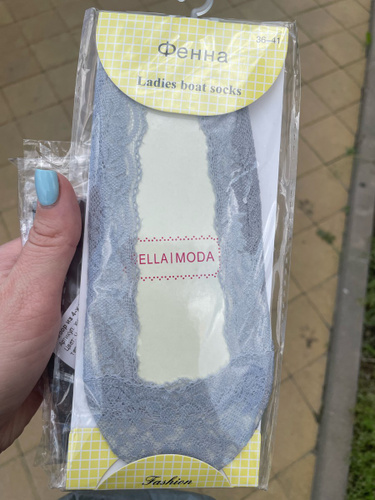 36-41
Фенна
Ladies boat socks
ELLAIMODA
Fashion